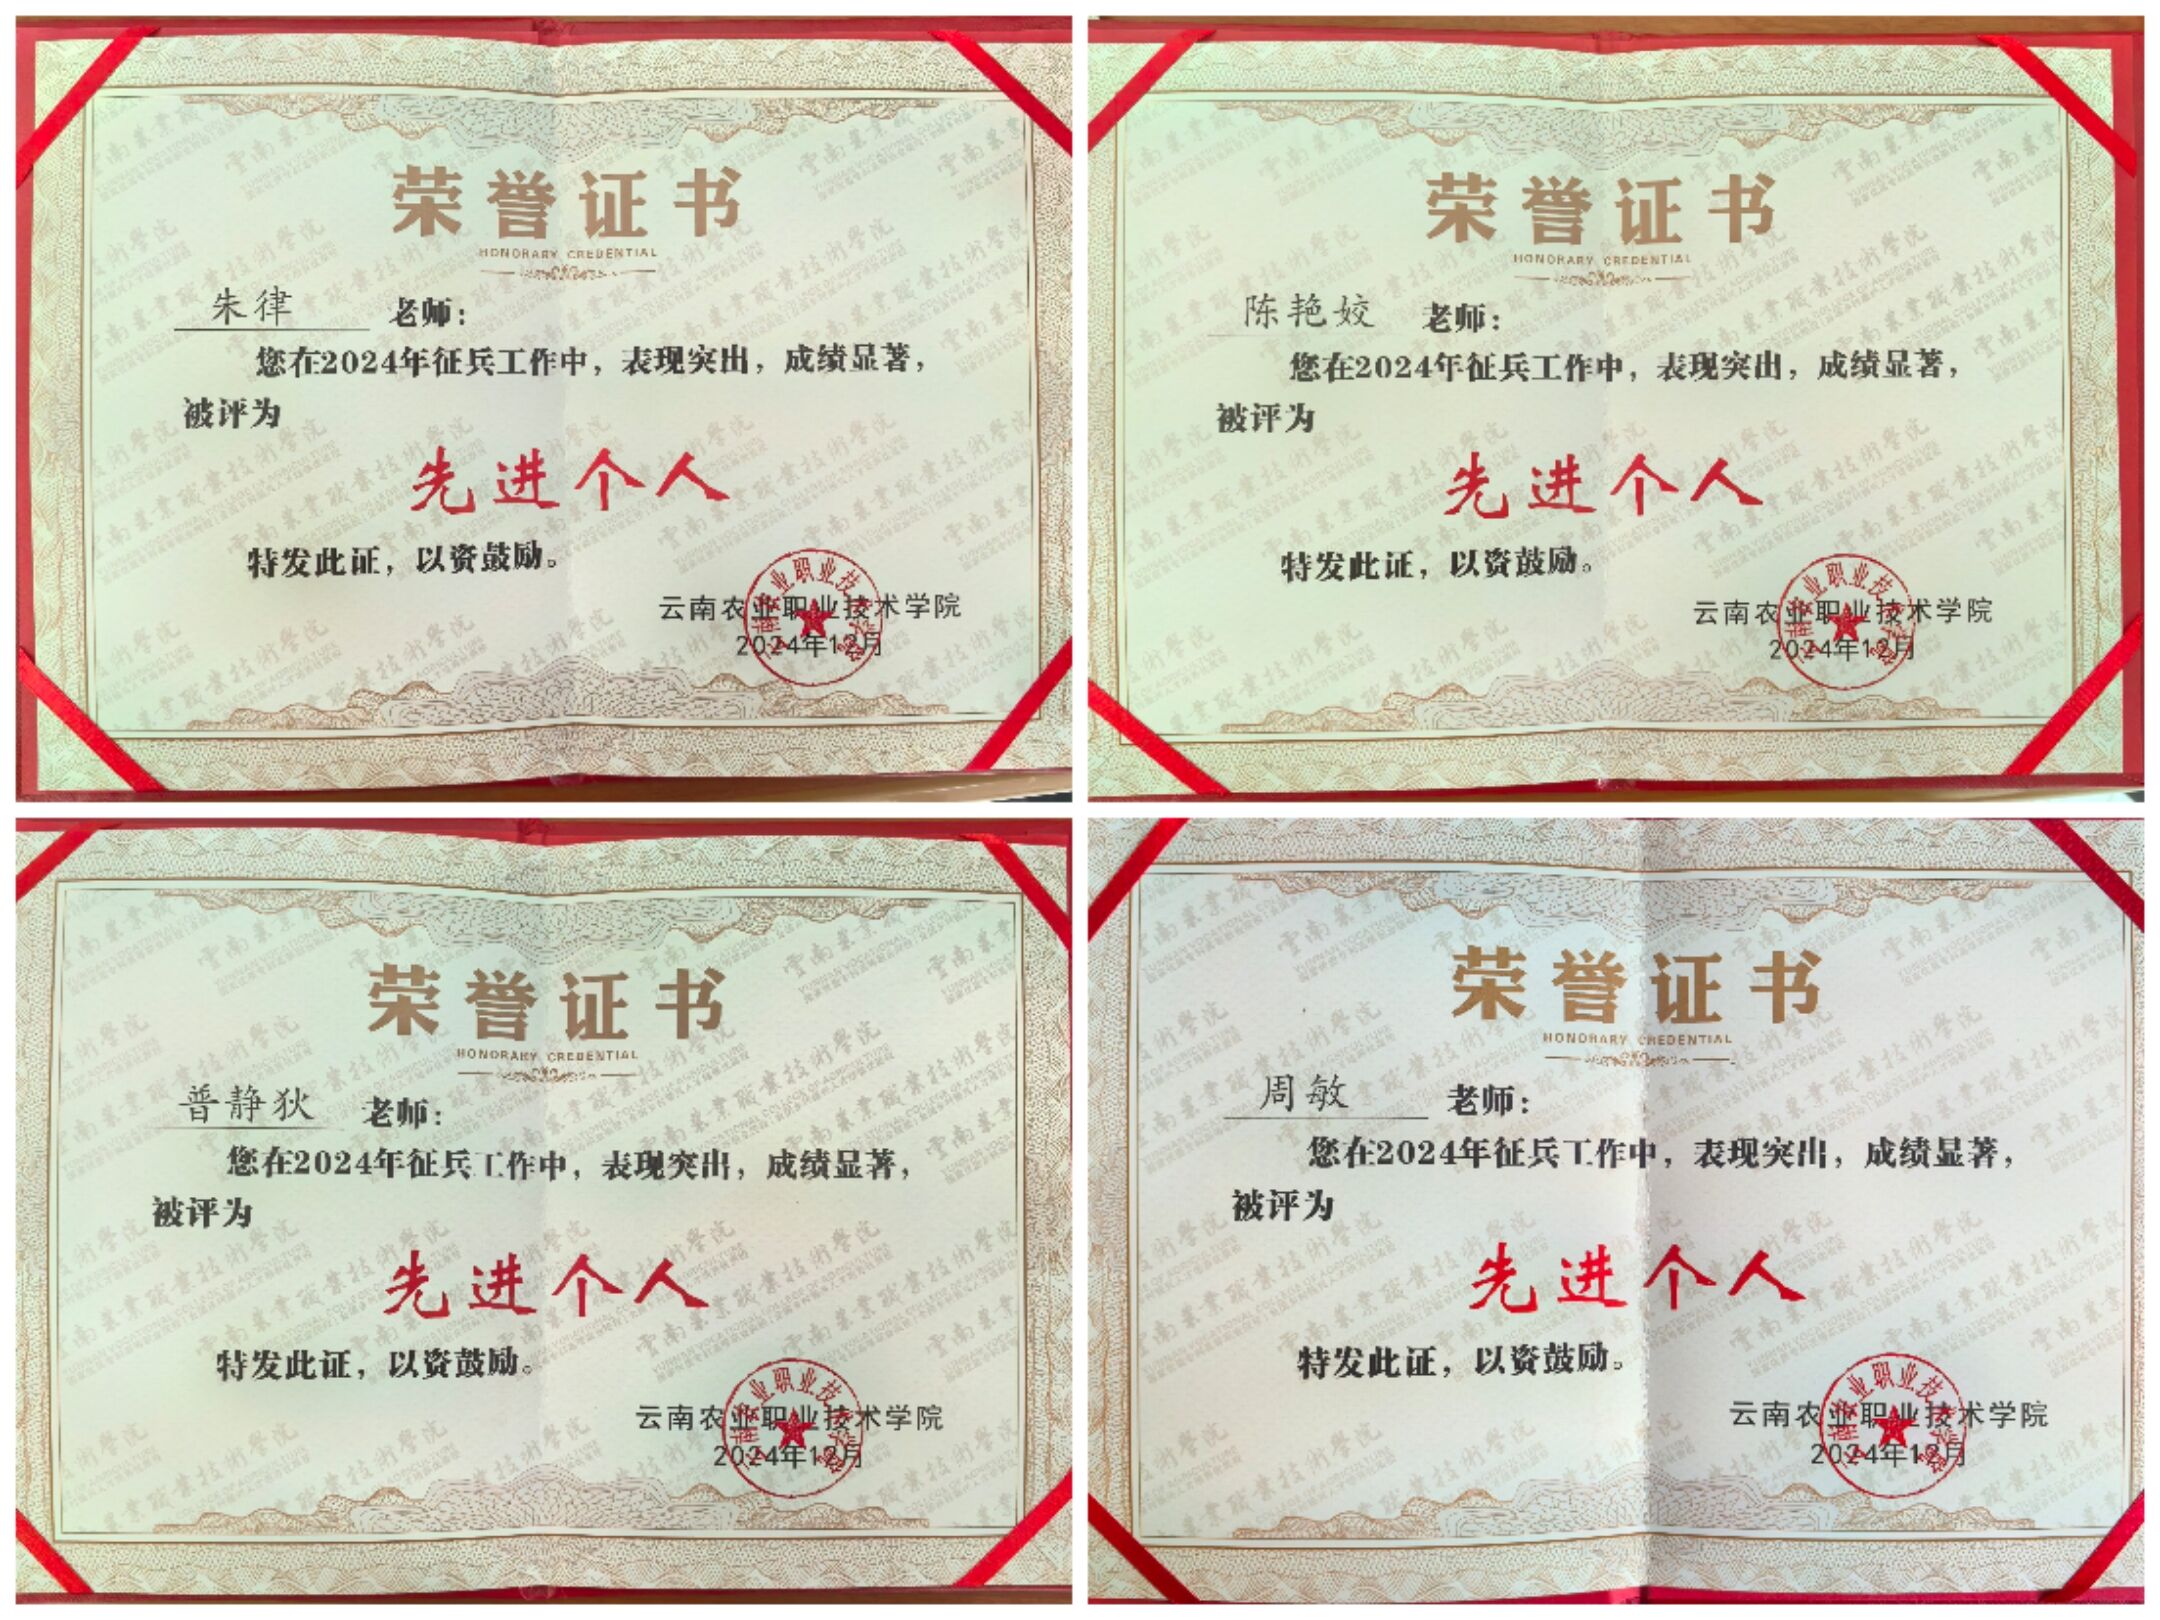 荣誉证书
HONORARY CREDENTIAL
朱律 老师：
您在2024年征兵工作中，表现突出，成绩显著，
被评为
先进个人
特发此证，以资鼓励。
云南农业职业技术学院
2024年12月
荣誉证书
HONORARY CREDENTIAL
陈艳姣 老师：
您在2024年征兵工作中，表现突出，成绩显著，
被评为
先进个人
特发此证，以资鼓励。
云南农业职业技术学院
2024年12月
荣誉证书
HONORARY CREDENTIAL
普静狄 老师：
您在2024年征兵工作中，表现突出，成绩显著，
被评为
先进个人
特发此证，以资鼓励。
云南农业职业技术学院
2024年12月
荣誉证书
HONORARY CREDENTIAL
周敏 老师：
您在2024年征兵工作中，表现突出，成绩显著，
被评为
先进个人
特发此证，以资鼓励。
云南农业职业技术学院
2024年12月